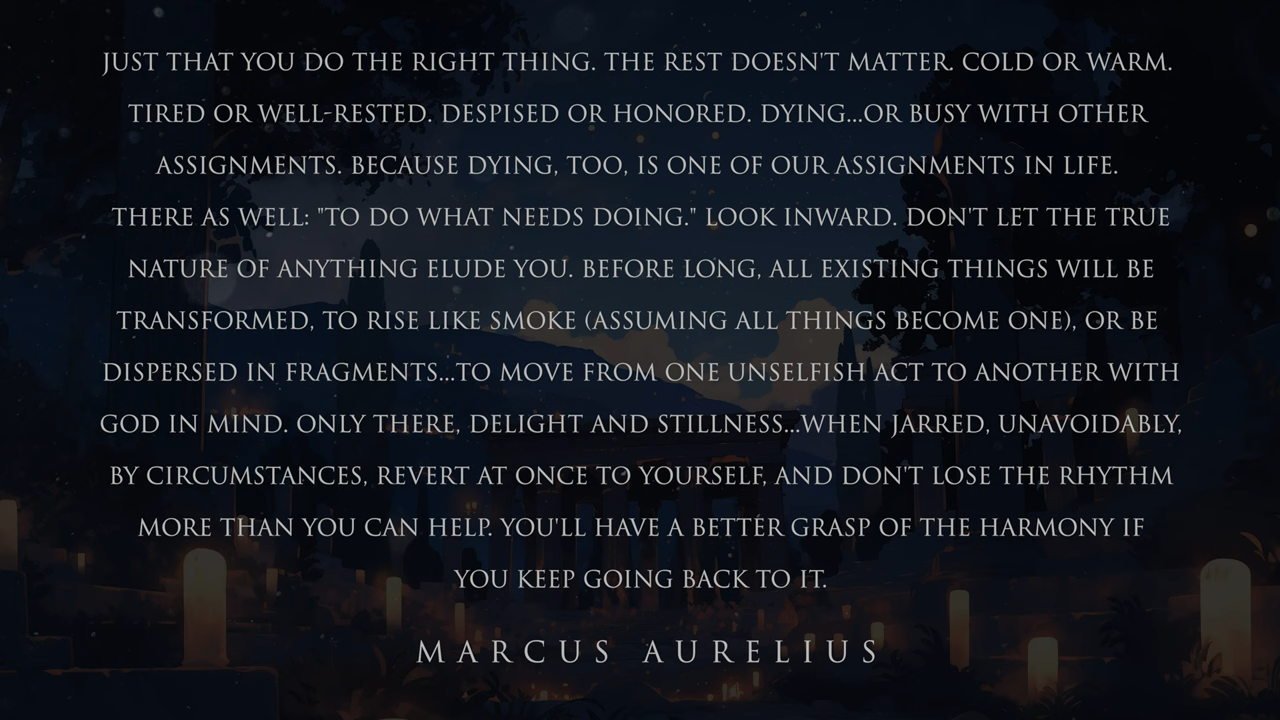 JUST THAT YOU DO THE RIGHT THING. THE REST DOESN'T MATTER. COLD OR WARM.
TIRED OR WELL-RESTED. DESPISED OR HONORED. DYING...OR BUSY WITH OTHER
ASSIGNMENTS. BECAUSE DYING, TOO, IS ONE OF OUR ASSIGNMENTS IN LIFE.
THERE AS WELL: "TO DO WHAT NEEDS DOING." LOOK INWARD. DON'T LET THE TRUE
NATURE OF ANYTHING ELUDE YOU. BEFORE LONG, ALL EXISTING THINGS WILL BE
TRANSFORMED, TO RISE LIKE SMOKE (ASSUMING ALL THINGS BECOME ONE), OR BE
DISPERSED IN FRAGMENTS...TO MOVE FROM ONE UNSELFISH ACT TO ANOTHER WITH
GOD IN MIND. ONLY THERE, DELIGHT AND STILLNESS...WHEN JARRED, UNAVOIDABLY,
BY CIRCUMSTANCES, REVERT AT ONCE TO YOURSELF, AND DON'T LOSE THE RHYTHM
MORE THAN YOU CAN HELP. YOU'LL HAVE A BETTER GRASP OF THE HARMONY IF
YOU KEEP GOING BACK TO IT.
MARCUS AURELIUS